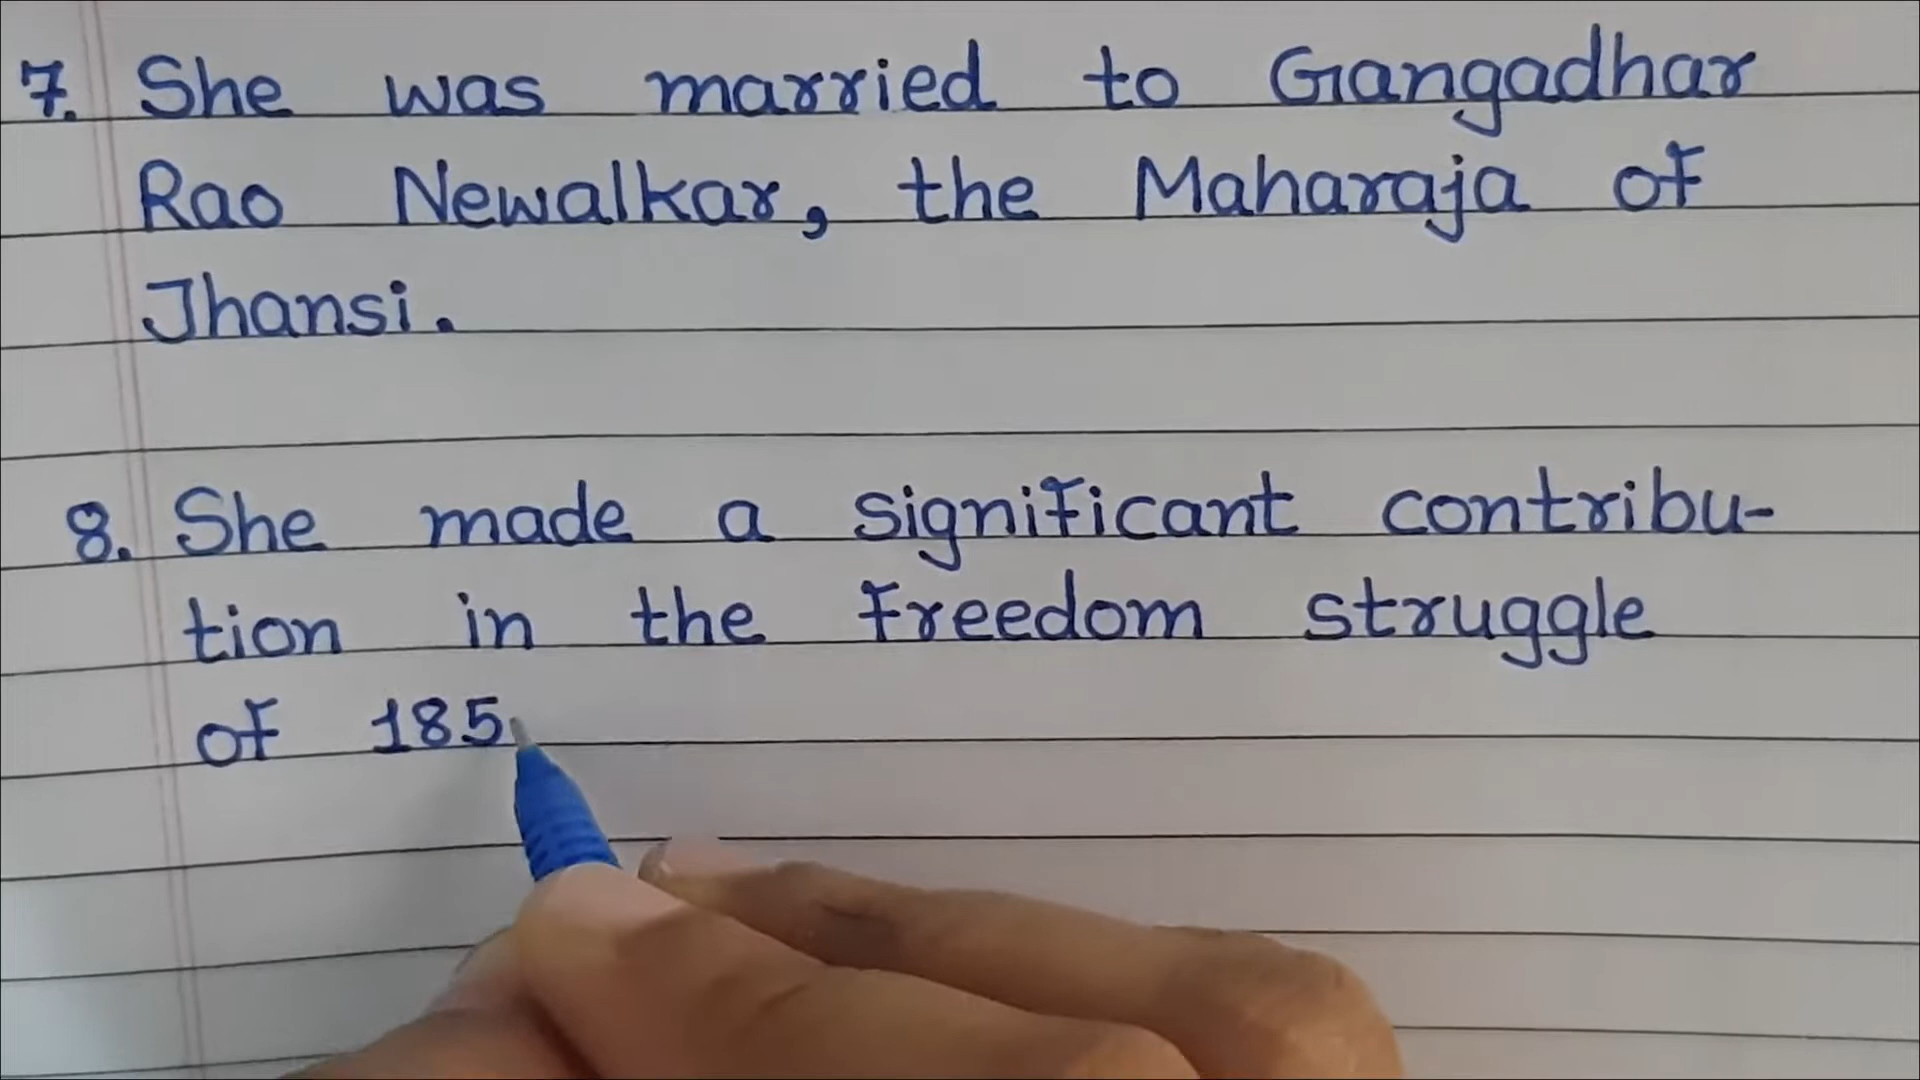 7. She was married to Gangadhar
Rao Newalkar, the Maharaja of
Jhansi.
8. She made a significant contribu-
tion in the freedom struggle
of 185